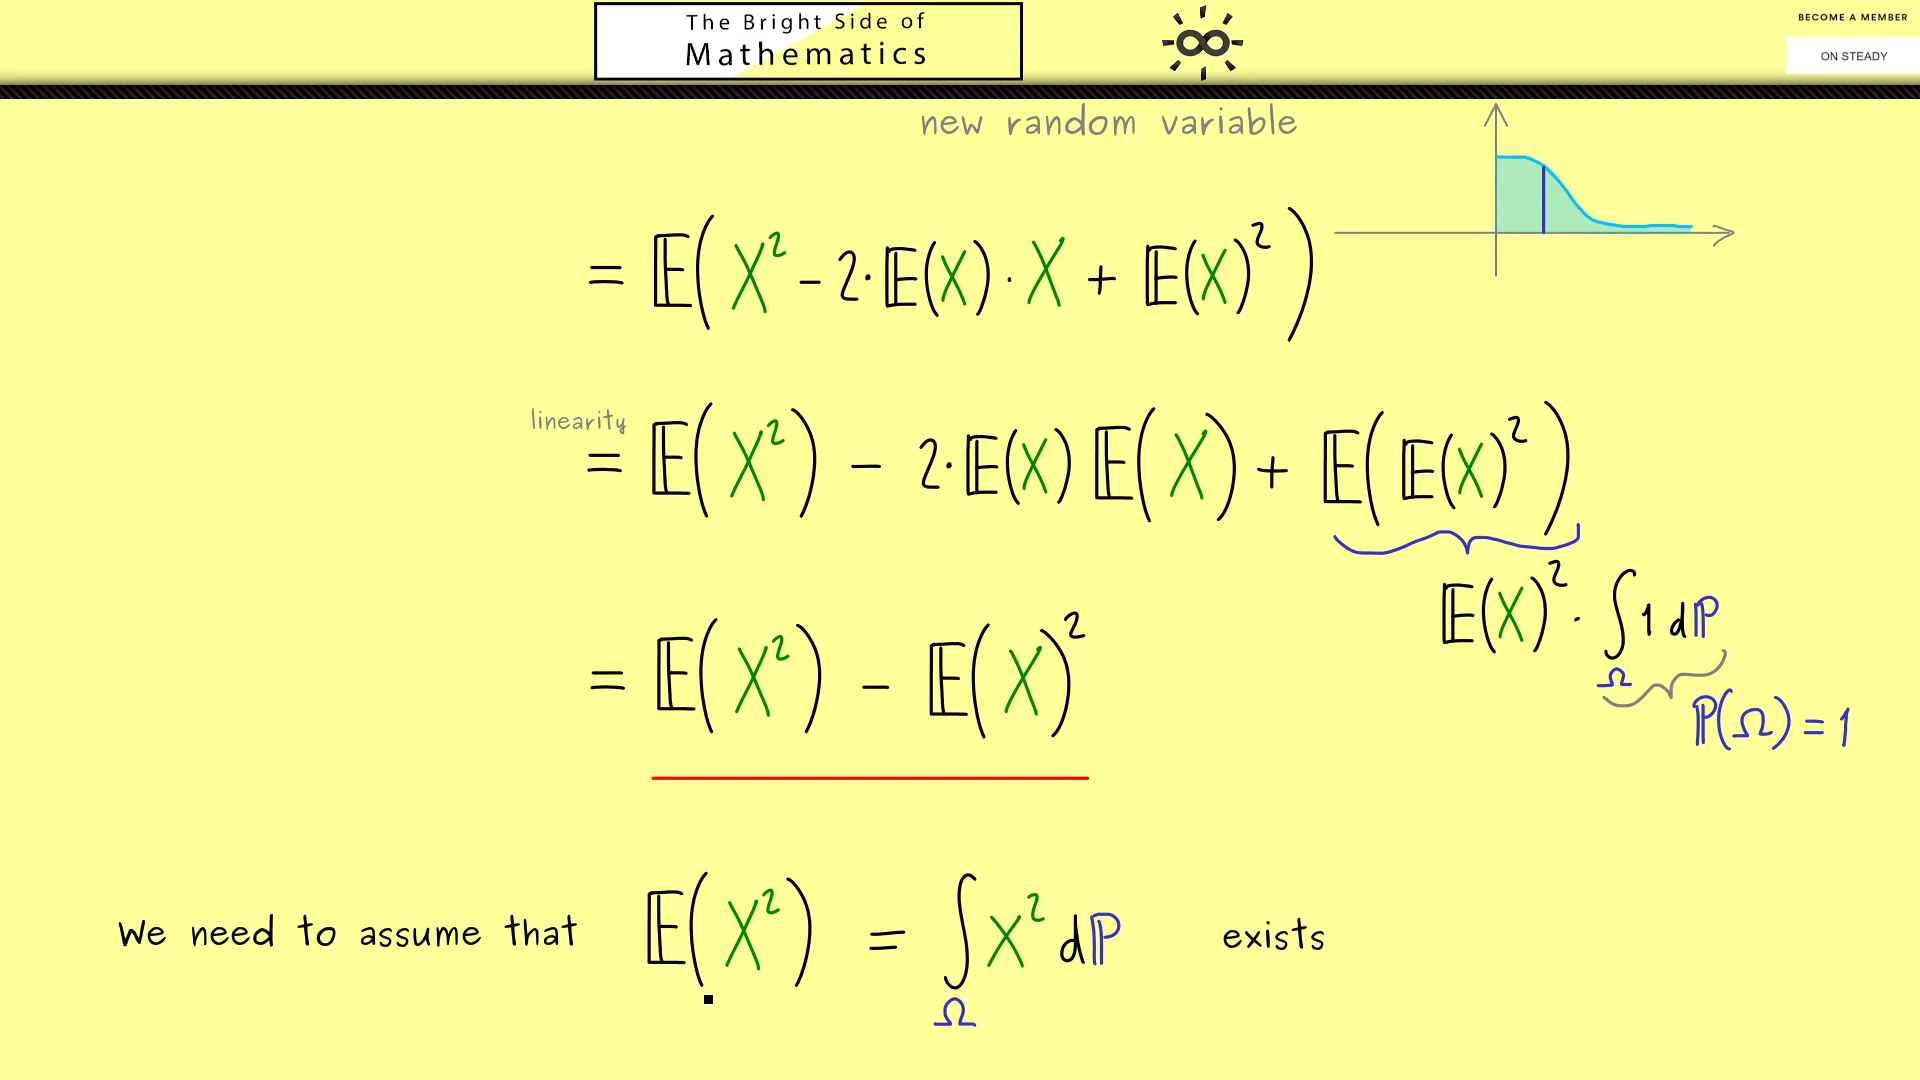 The Bright Side of
Mathematics
BECOME A MEMBER
ON STEADY
new random variable
= 𝔼(X² - 2·𝔼(X)·X + 𝔼(X)²)
linearity
= 𝔼(X²) - 2·𝔼(X) 𝔼(X) + 𝔼(𝔼(X)²)
𝔼(X)² · ∫_Ω 1 dℙ
= 𝔼(X²) - 𝔼(X)²
ℙ(Ω) = 1
We need to assume that 𝔼(X²) = ∫_Ω X² dℙ exists